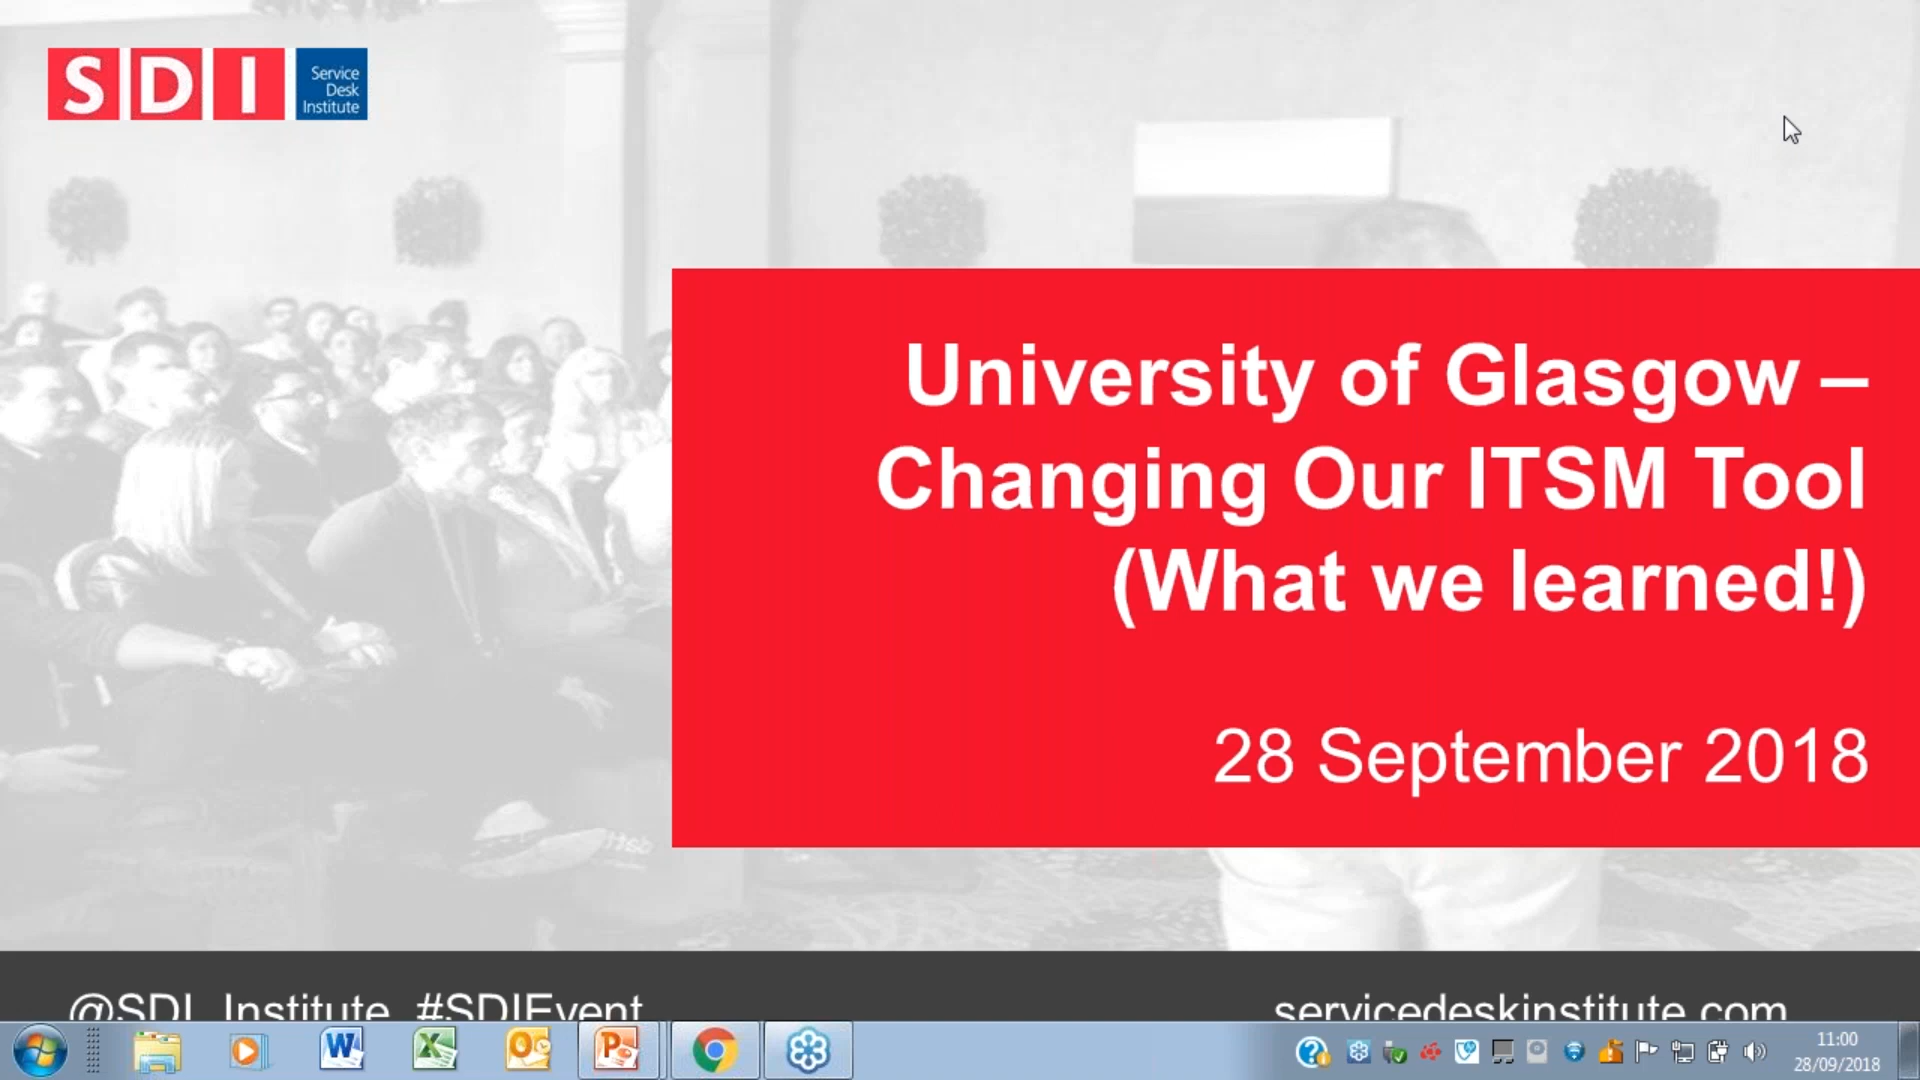 SDI
Service
Desk
Institute
University of Glasgow –
Changing Our ITSM Tool
(What we learned!)
28 September 2018
@SDI_Institute #SDIEvent
servicedeskinstitute.com
11:00
28/09/2018